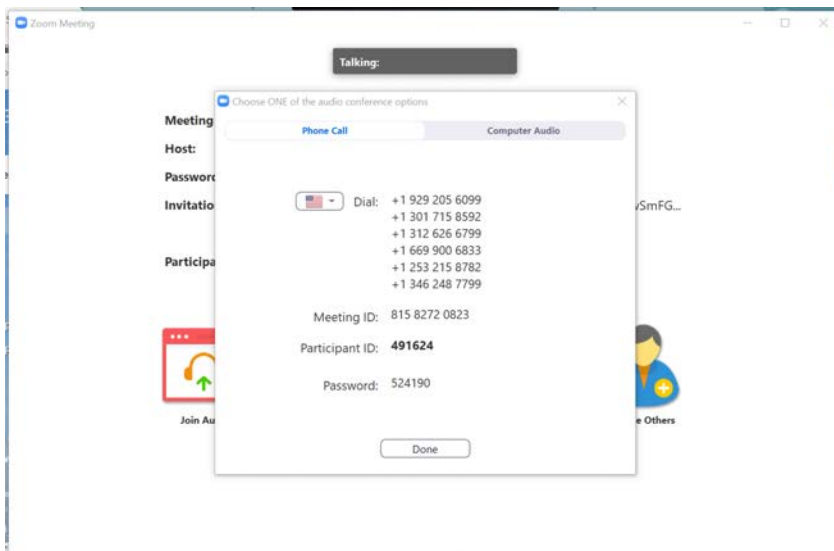 Zoom Meeting
Talking:
Choose ONE of the audio conference options
Phone Call Computer Audio
Meeting
Host:
Password
Invitatio
vSmFG...
Participa
Dial: +1 929 205 6099
+1 301 715 8592
+1 312 626 6799
+1 669 900 6833
+1 253 215 8782
+1 346 248 7799
Meeting ID: 815 8272 0823
Participant ID: 491624
Password: 524190
Join Au
e Others
Done